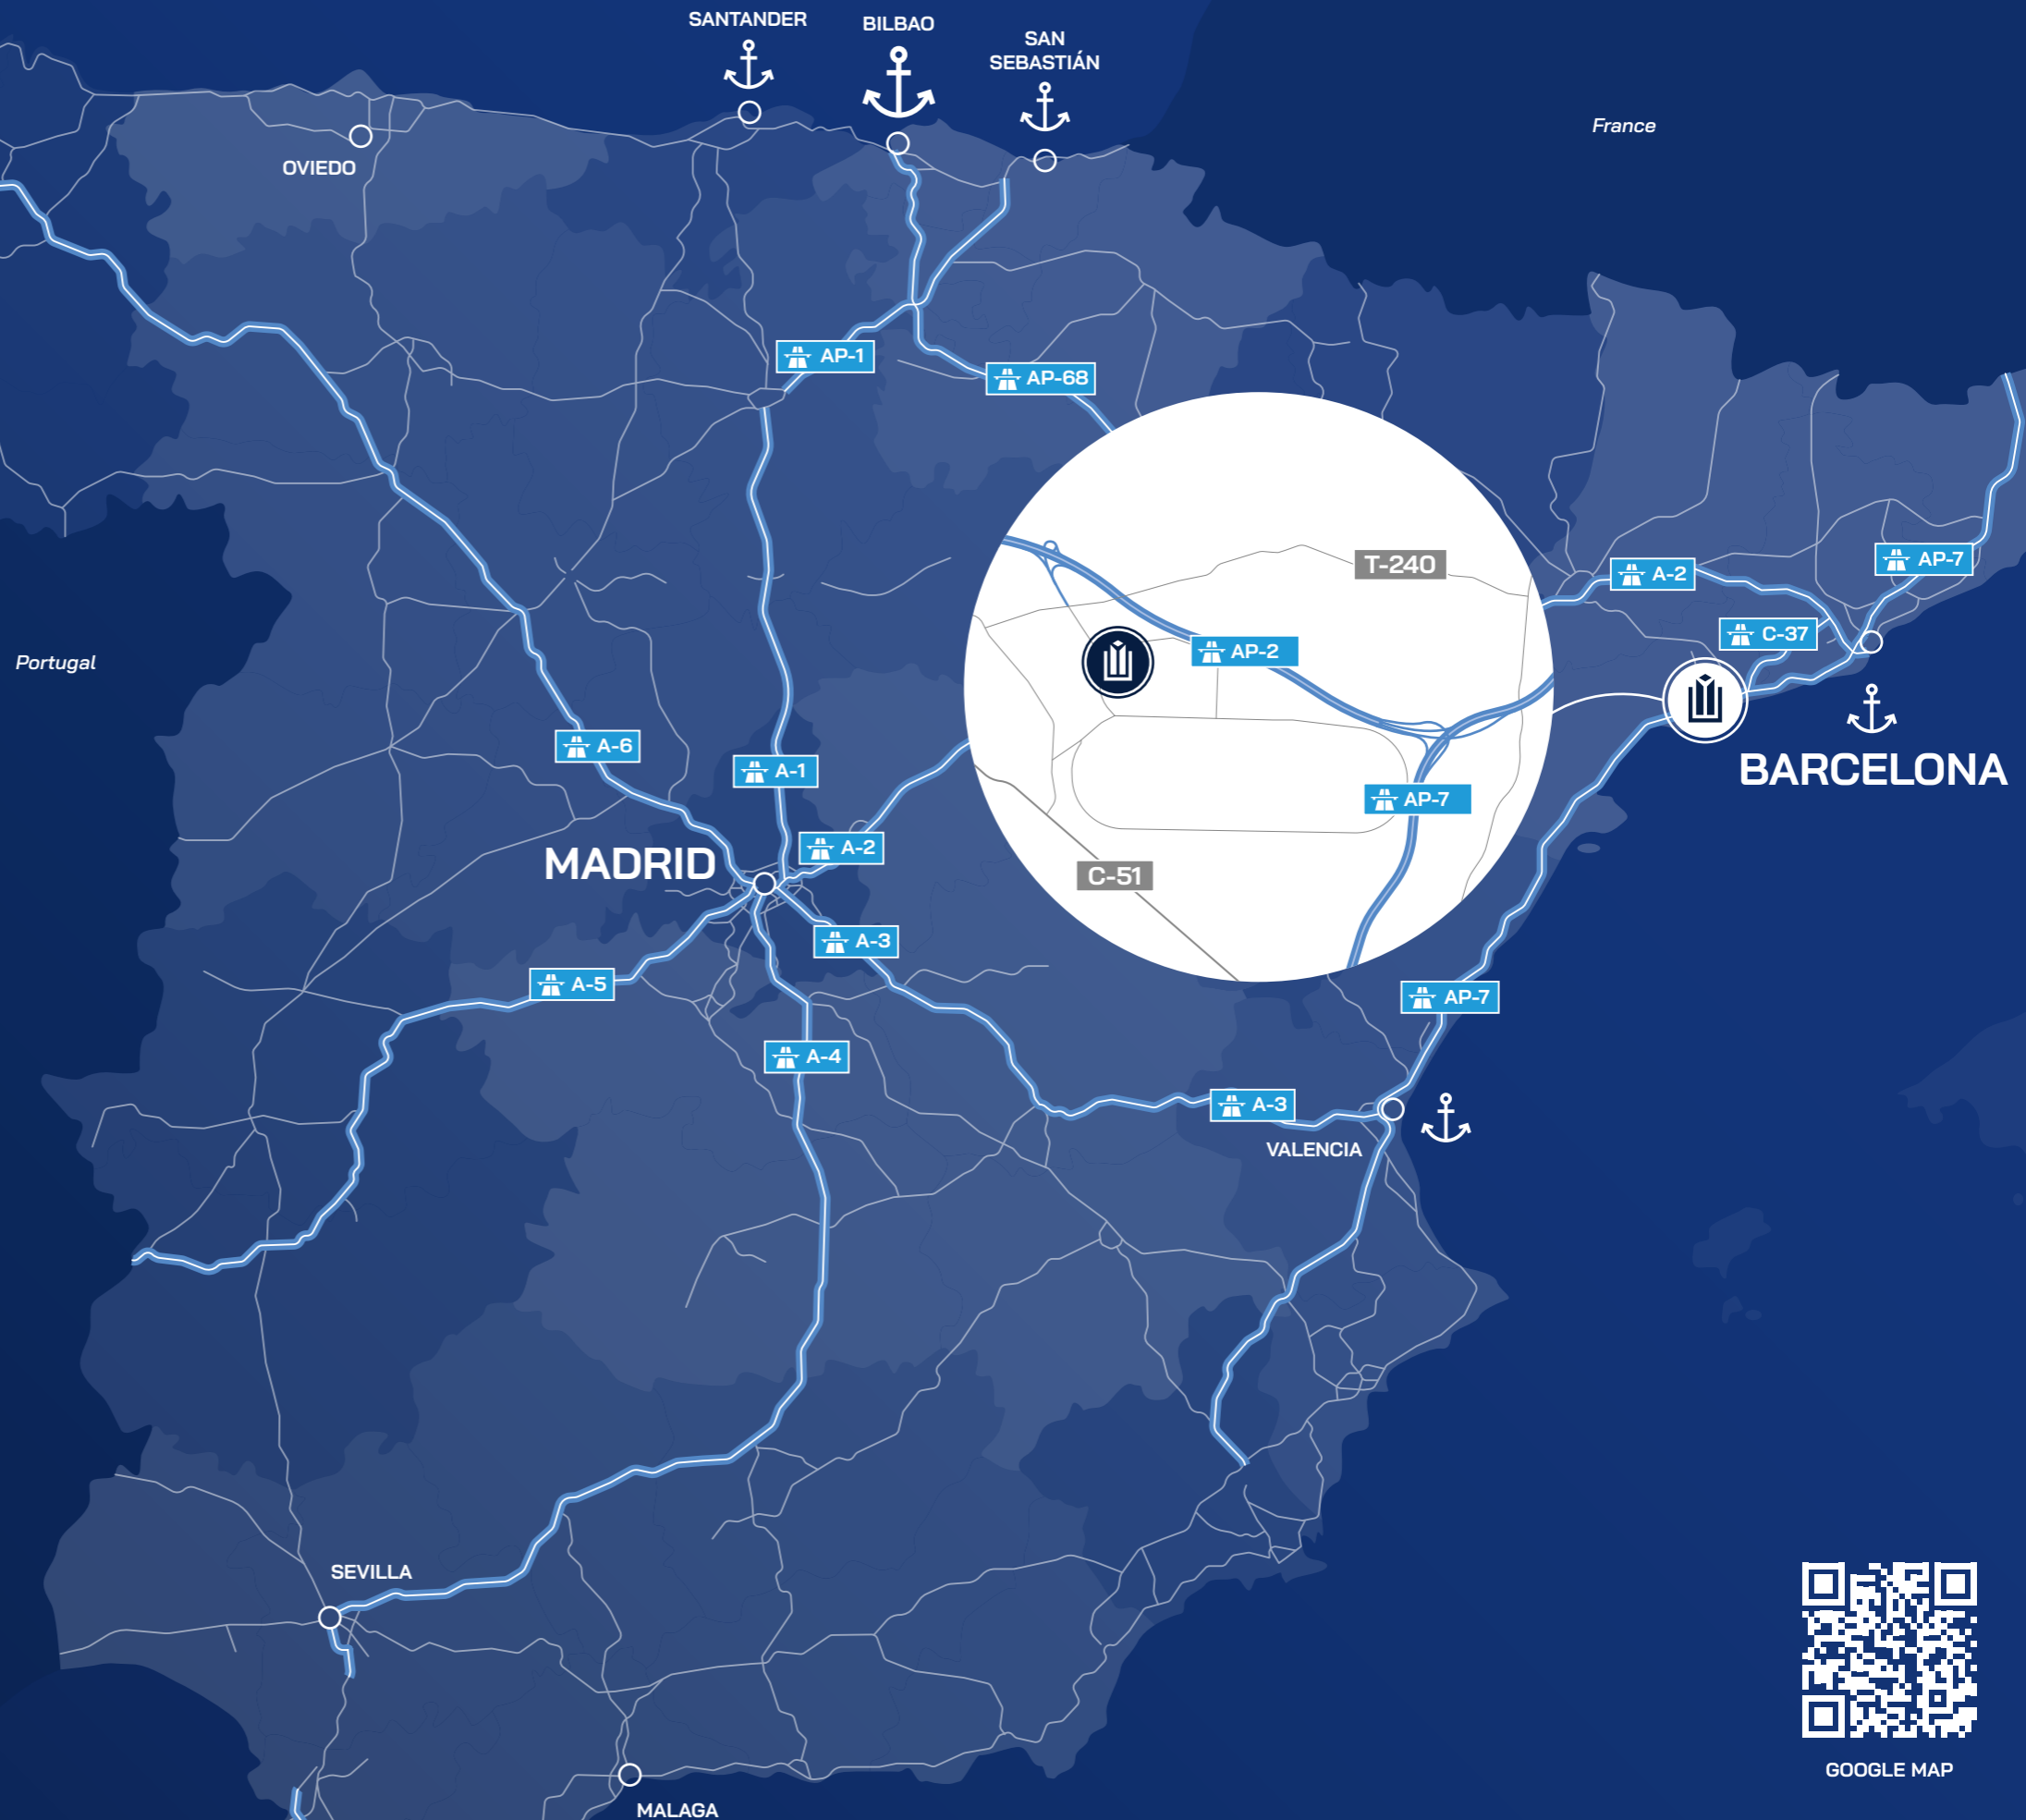 SANTANDER
BILBAO
SAN
SEBASTIÁN
France
OVIEDO
AP-1
AP-68
T-240
A-2
AP-7
C-37
Portugal
AP-2
A-6
A-1
BARCELONA
AP-7
A-2
MADRID
C-51
A-3
A-5
AP-7
A-4
A-3
VALENCIA
SEVILLA
GOOGLE MAP
MALAGA